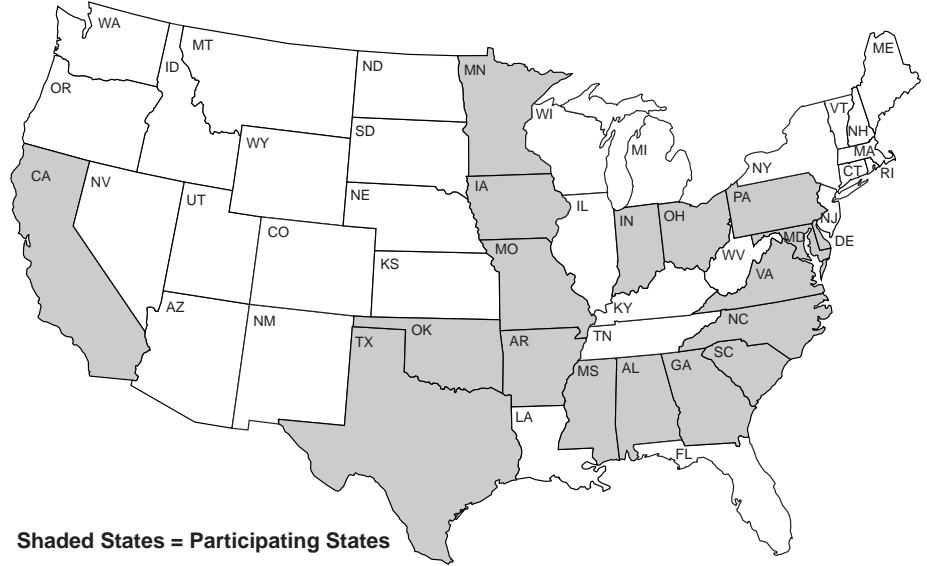 WA
MT
ME
ID
ND
MN
OR
VT
WI
NH
SD
WY
MI
MA
NY
CT
RI
CA
NV
IA
NE
PA
UT
IL
IN
OH
NJ
CO
MD
DE
MO
WV
KS
VA
AZ
KY
NM
NC
OK
TN
TX
AR
SC
MS
AL
GA
LA
FL
Shaded States = Participating States